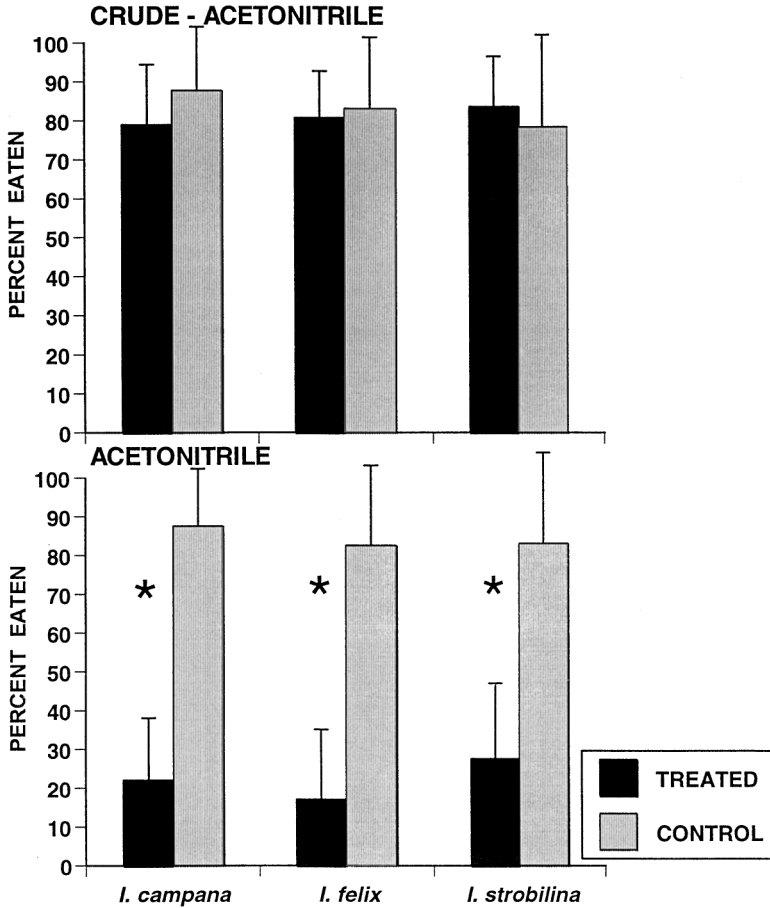 CRUDE - ACETONITRILE
PERCENT EATEN
100
90
80
70
60
50
40
30
20
10
0
ACETONITRILE
PERCENT EATEN
100
90
80
70
60
50
40
30
20
10
0
*
*
*
TREATED
CONTROL
I. campana
I. felix
I. strobilina